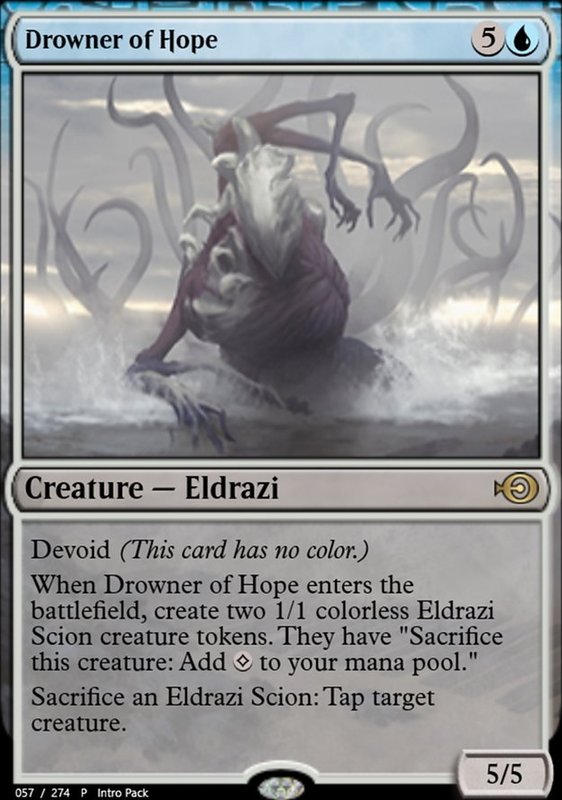 Drowner of Hope 5
Creature — Eldrazi
Devoid (This card has no color.)
When Drowner of Hope enters the
battlefield, create two 1/1 colorless Eldrazi
Scion creature tokens. They have "Sacrifice
this creature: Add to your mana pool."
Sacrifice an Eldrazi Scion: Tap target
creature.
5/5
057 / 274 P Intro Pack